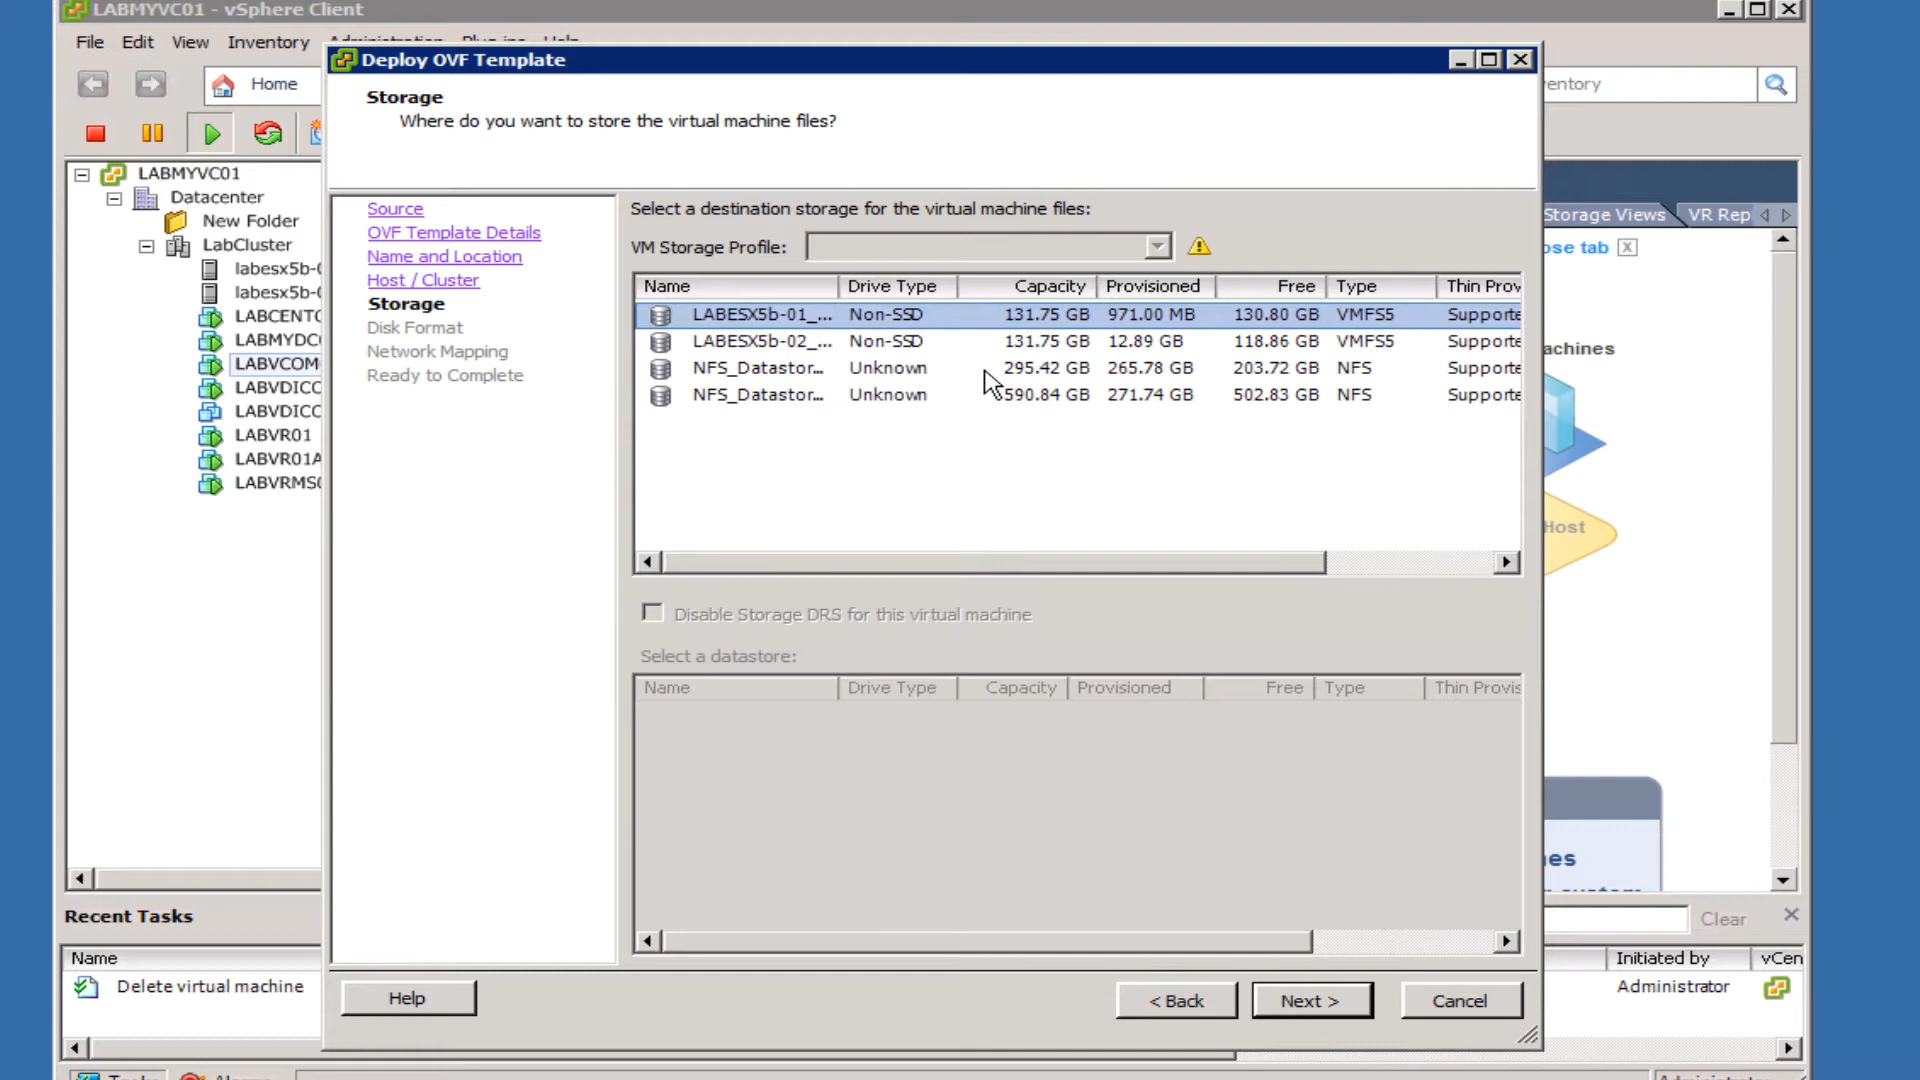 LABMYVC01 - vSphere Client
File Edit View Inventory
Home
Deploy OVF Template
Storage
Where do you want to store the virtual machine files?
LABMYVC01
Datacenter
New Folder
LabCluster
labesx5b-
labesx5b-
LABCENT
LABMYDC
LABVCOM
LABVDICC
LABVDICC
LABVR01
LABVR01A
LABVRMS
Source
OVF Template Details
Name and Location
Host / Cluster
Storage
Disk Format
Network Mapping
Ready to Complete
Select a destination storage for the virtual machine files:
VM Storage Profile:
Name Drive Type Capacity Provisioned Free Type Thin Prov
LABESX5b-01_... Non-SSD 131.75 GB 971.00 MB 130.80 GB VMFS5 Supporte
LABESX5b-02_... Non-SSD 131.75 GB 12.89 GB 118.86 GB VMFS5 Supporte
NFS_Datastor... Unknown 295.42 GB 265.78 GB 203.72 GB NFS Supporte
NFS_Datastor... Unknown 590.84 GB 271.74 GB 502.83 GB NFS Supporte
Disable Storage DRS for this virtual machine
Select a datastore:
Name Drive Type Capacity Provisioned Free Type Thin Provis
Help
< Back
Next >
Cancel
entory
Storage Views VR Rep
ose tab
achines
Host
es
Recent Tasks
Clear
Name
Initiated by vCen
Delete virtual machine
Administrator